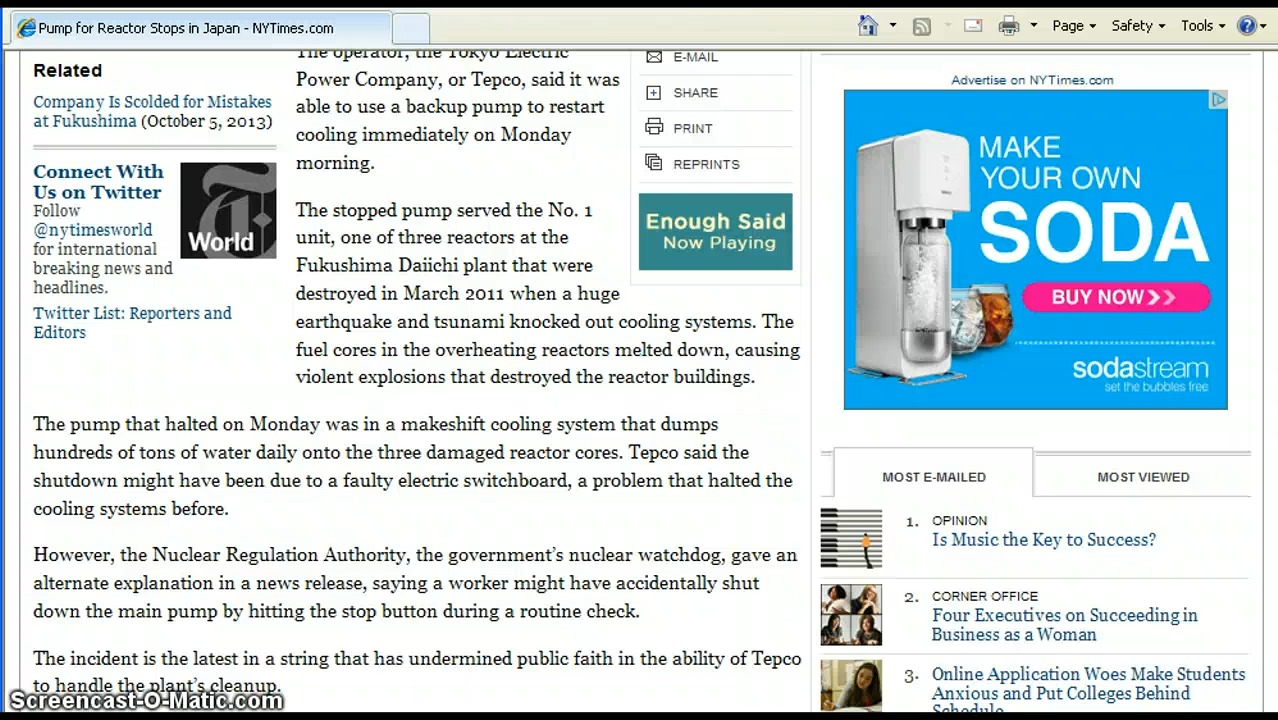 Pump for Reactor Stops in Japan - NYTimes.com
Page
Safety
Tools
Related
Company Is Scolded for Mistakes
at Fukushima (October 5, 2013)
Connect With
Us on Twitter
Follow
@nytimesworld
for international
breaking news and
headlines.
Twitter List: Reporters and
Editors
T
World
The operator, the Tokyo Electric
Power Company, or Tepco, said it was
able to use a backup pump to restart
cooling immediately on Monday
morning.
The stopped pump served the No. 1
unit, one of three reactors at the
Fukushima Daiichi plant that were
destroyed in March 2011 when a huge
earthquake and tsunami knocked out cooling systems. The
fuel cores in the overheating reactors melted down, causing
violent explosions that destroyed the reactor buildings.
The pump that halted on Monday was in a makeshift cooling system that dumps
hundreds of tons of water daily onto the three damaged reactor cores. Tepco said the
shutdown might have been due to a faulty electric switchboard, a problem that halted the
cooling systems before.
However, the Nuclear Regulation Authority, the government's nuclear watchdog, gave an
alternate explanation in a news release, saying a worker might have accidentally shut
down the main pump by hitting the stop button during a routine check.
The incident is the latest in a string that has undermined public faith in the ability of Tepco
to handle the plant's cleanup.
E-MAIL
SHARE
PRINT
REPRINTS
Enough Said
Now Playing
Advertise on NYTimes.com
MAKE
YOUR OWN
SODA
BUY NOW
sodastream
set the bubbles free
MOST E-MAILED
MOST VIEWED
1. OPINION
Is Music the Key to Success?
2. CORNER OFFICE
Four Executives on Succeeding in
Business as a Woman
3. Online Application Woes Make Students
Anxious and Put Colleges Behind
Schedule
Screencast-O-Matic.com